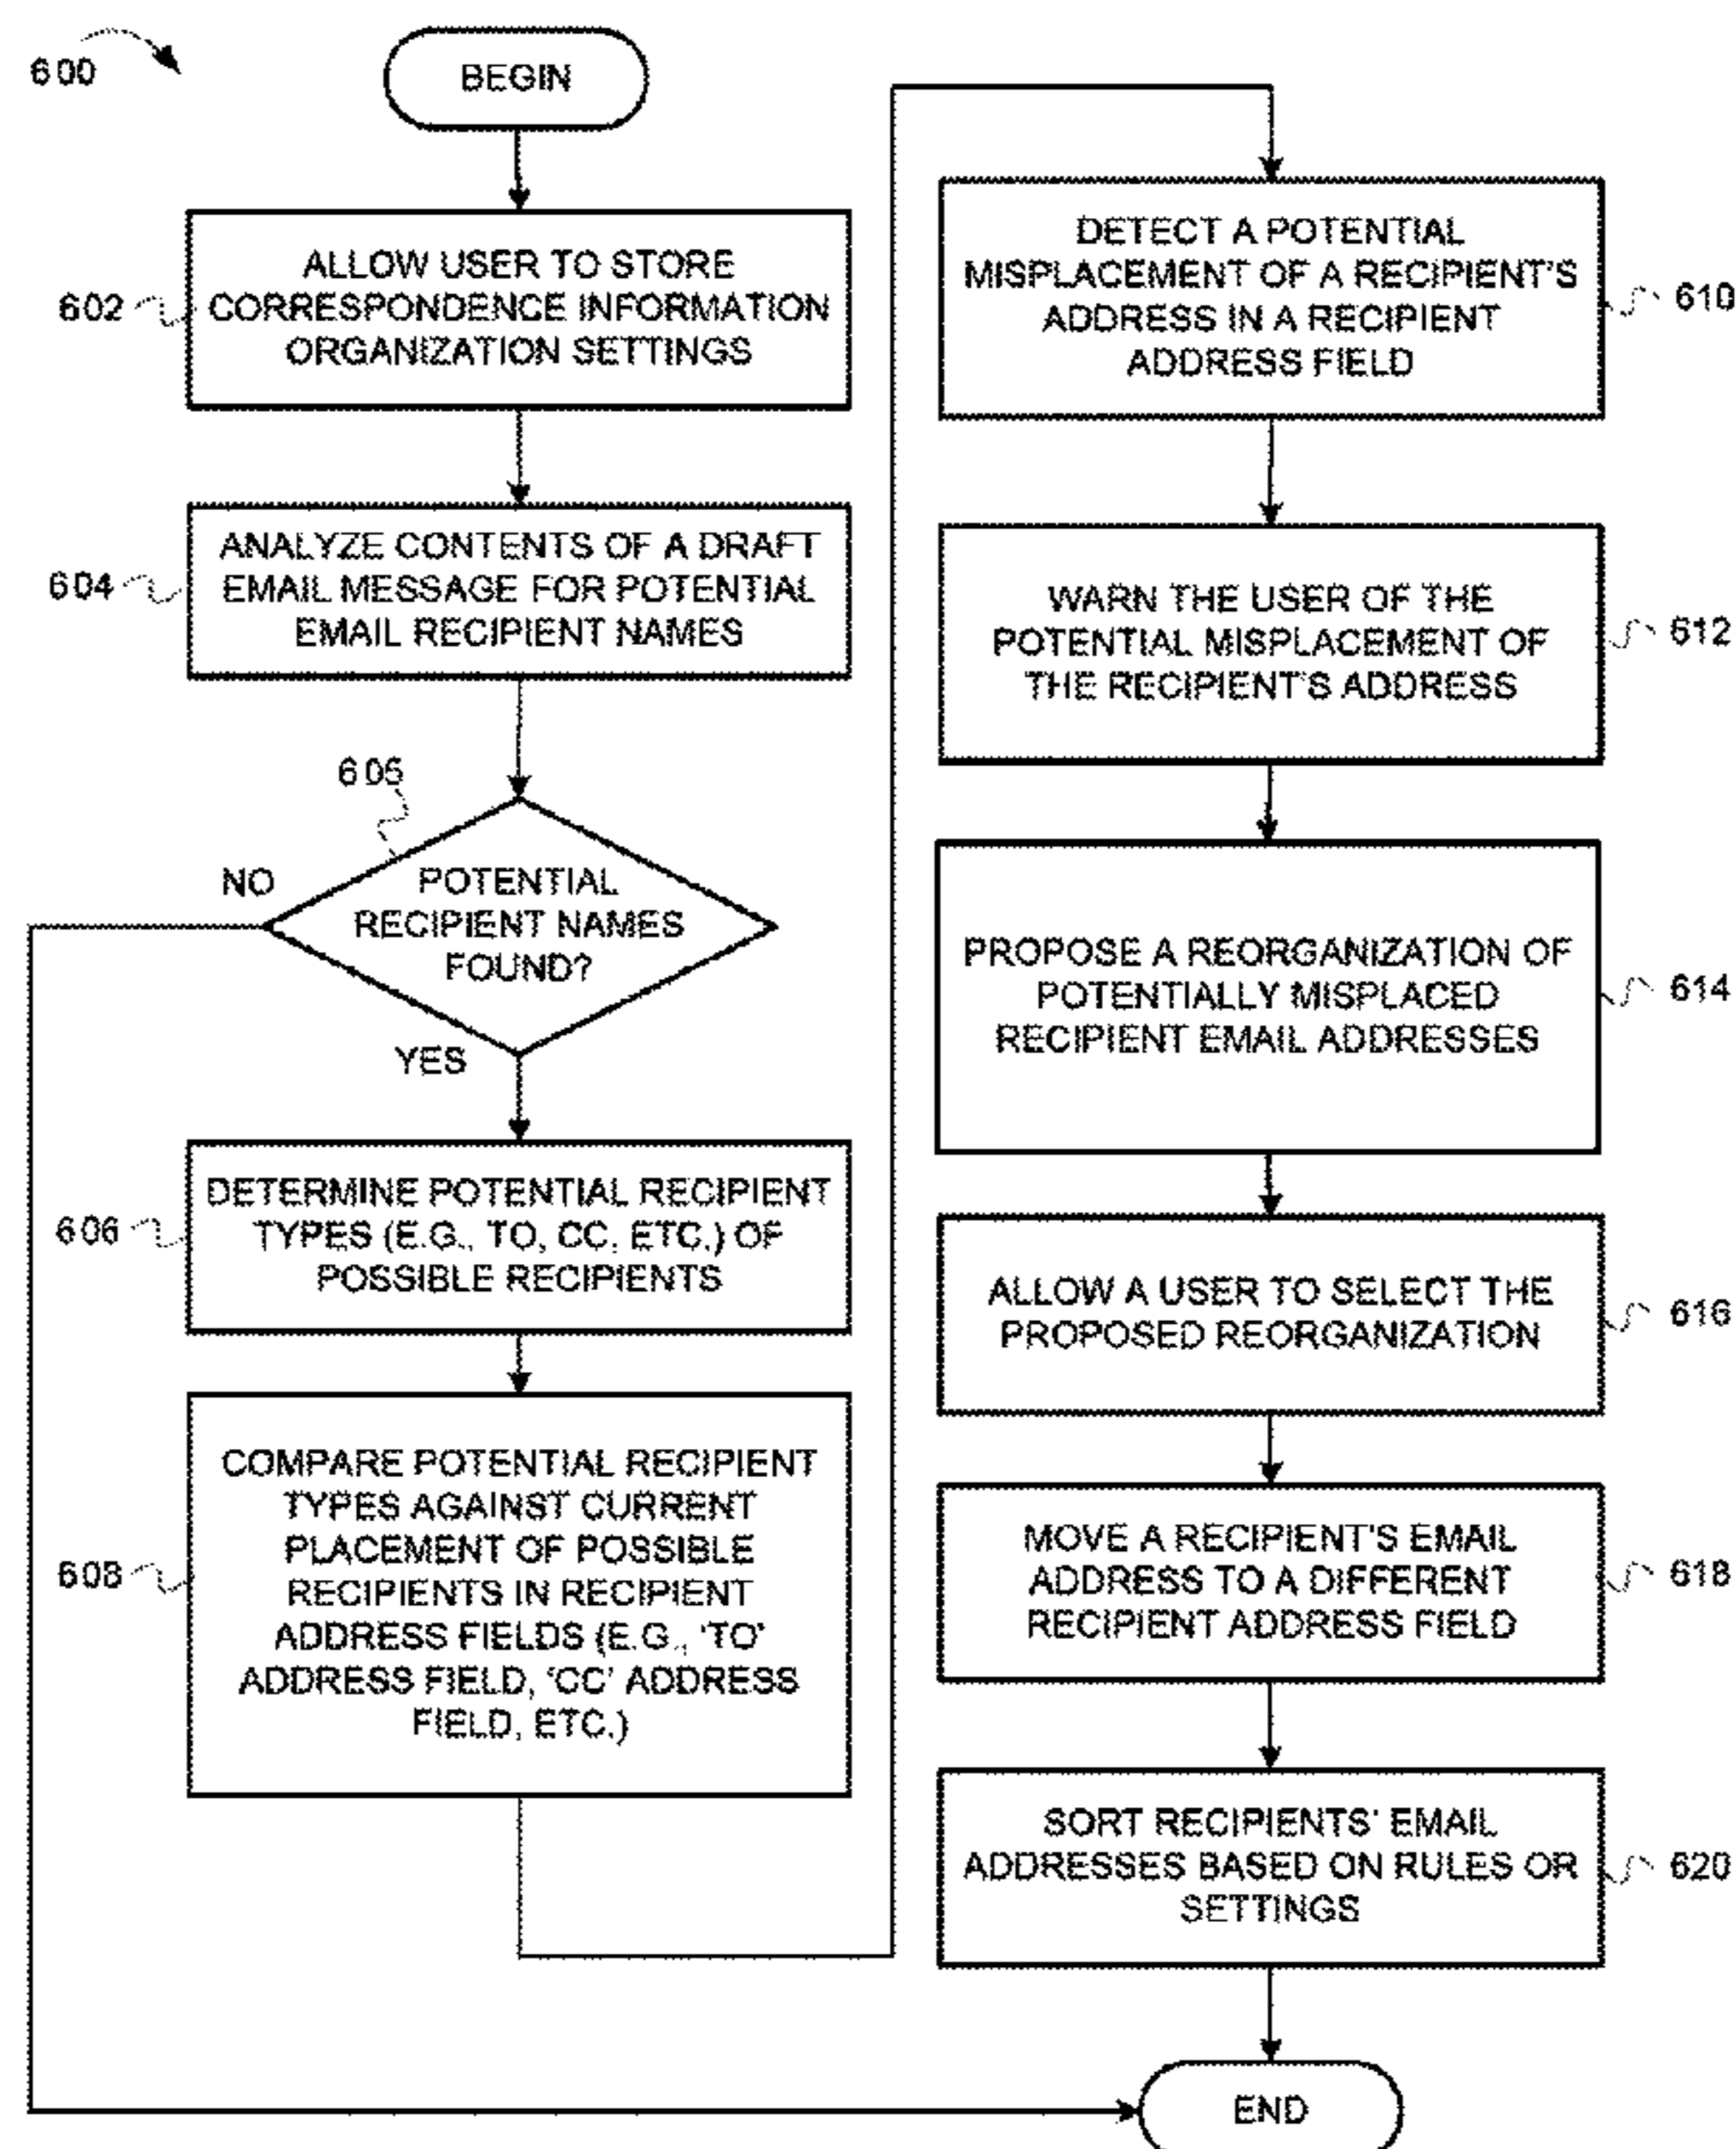 600
BEGIN
602
ALLOW USER TO STORE
CORRESPONDENCE INFORMATION
ORGANIZATION SETTINGS
604
ANALYZE CONTENTS OF A DRAFT
EMAIL MESSAGE FOR POTENTIAL
EMAIL RECIPIENT NAMES
605
NO
POTENTIAL
RECIPIENT NAMES
FOUND?
YES
606
DETERMINE POTENTIAL RECIPIENT
TYPES (E.G., TO, CC, ETC.) OF
POSSIBLE RECIPIENTS
608
COMPARE POTENTIAL RECIPIENT
TYPES AGAINST CURRENT
PLACEMENT OF POSSIBLE
RECIPIENTS IN RECIPIENT
ADDRESS FIELDS (E.G., 'TO'
ADDRESS FIELD, 'CC' ADDRESS
FIELD, ETC.)
DETECT A POTENTIAL
MISPLACEMENT OF A RECIPIENT'S
ADDRESS IN A RECIPIENT
ADDRESS FIELD
610
WARN THE USER OF THE
POTENTIAL MISPLACEMENT OF
THE RECIPIENT'S ADDRESS
612
PROPOSE A REORGANIZATION OF
POTENTIALLY MISPLACED
RECIPIENT EMAIL ADDRESSES
614
ALLOW A USER TO SELECT THE
PROPOSED REORGANIZATION
616
MOVE A RECIPIENT'S EMAIL
ADDRESS TO A DIFFERENT
RECIPIENT ADDRESS FIELD
618
SORT RECIPIENTS' EMAIL
ADDRESSES BASED ON RULES OR
SETTINGS
620
END